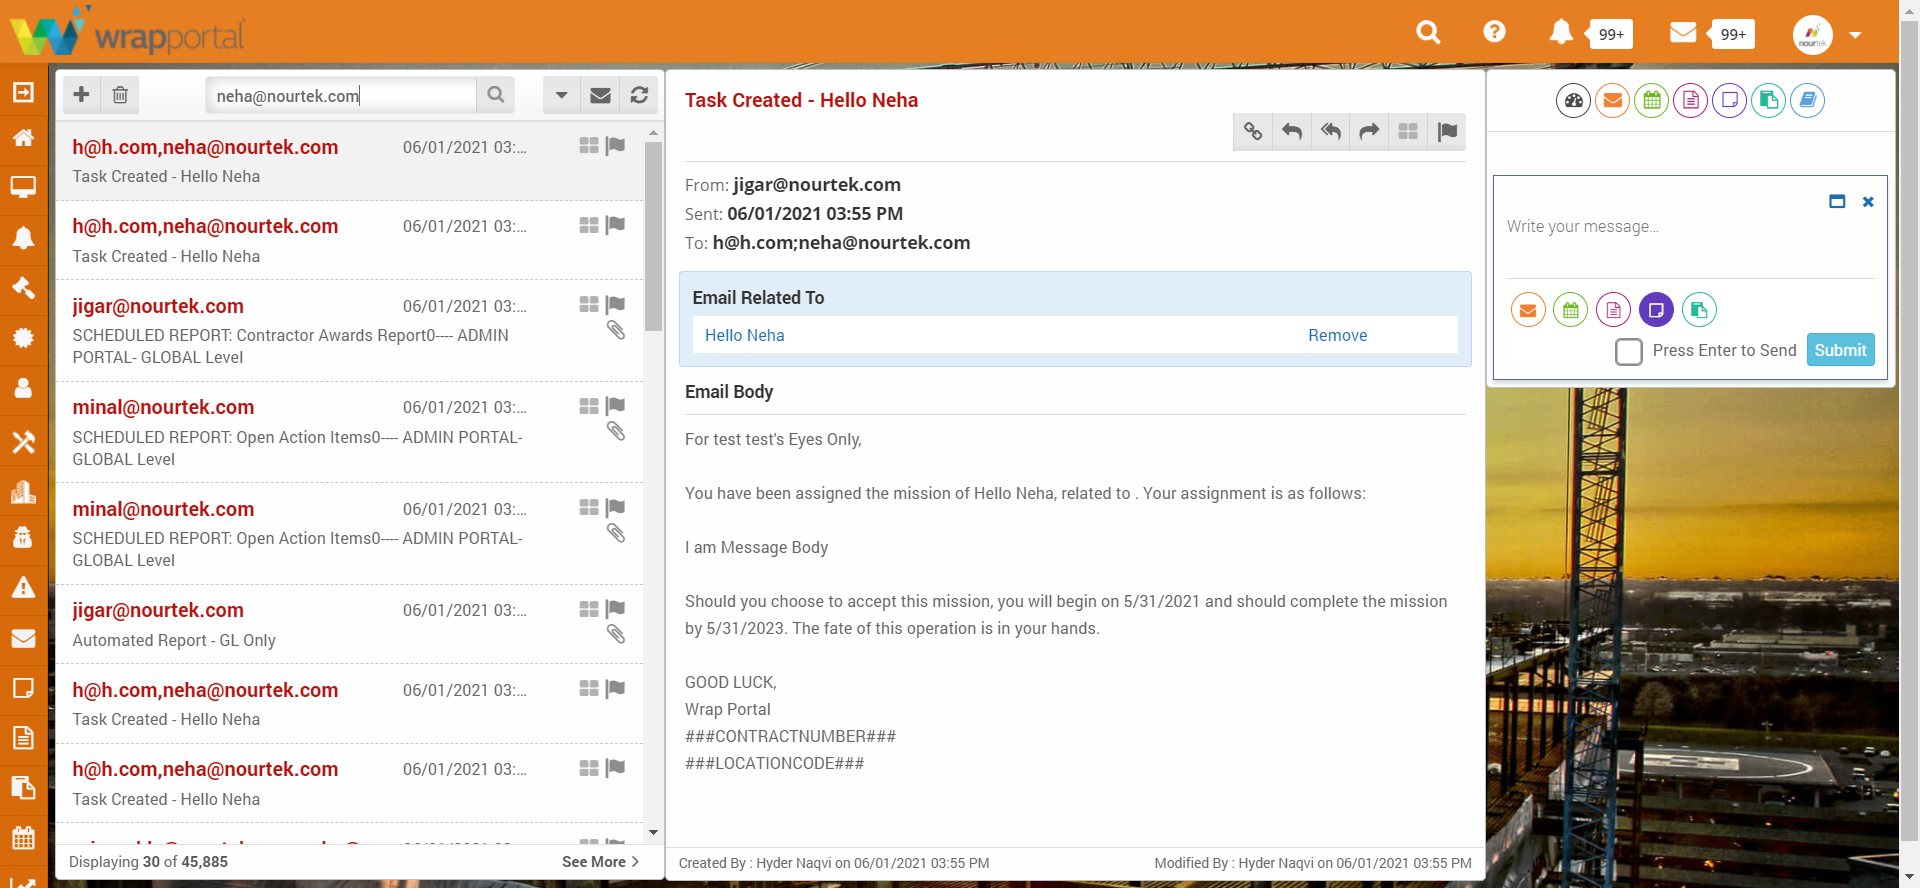 wrapportal
99+
99+
nourtek
neha@nourtek.com
h@h.com,neha@nourtek.com 06/01/2021 03:...
Task Created - Hello Neha
h@h.com,neha@nourtek.com 06/01/2021 03:...
Task Created - Hello Neha
jigar@nourtek.com 06/01/2021 03:...
SCHEDULED REPORT: Contractor Awards Report0---- ADMIN
PORTAL- GLOBAL Level
minal@nourtek.com 06/01/2021 03:...
SCHEDULED REPORT: Open Action Items0---- ADMIN PORTAL-
GLOBAL Level
minal@nourtek.com 06/01/2021 03:...
SCHEDULED REPORT: Open Action Items0---- ADMIN PORTAL-
GLOBAL Level
jigar@nourtek.com 06/01/2021 03:...
Automated Report - GL Only
h@h.com,neha@nourtek.com 06/01/2021 03:...
Task Created - Hello Neha
h@h.com,neha@nourtek.com 06/01/2021 03:...
Task Created - Hello Neha
Displaying 30 of 45,885 See More
Task Created - Hello Neha
From: jigar@nourtek.com
Sent: 06/01/2021 03:55 PM
To: h@h.com;neha@nourtek.com
Email Related To
Hello Neha Remove
Email Body
For test test's Eyes Only,
You have been assigned the mission of Hello Neha, related to . Your assignment is as follows:
I am Message Body
Should you choose to accept this mission, you will begin on 5/31/2021 and should complete the mission
by 5/31/2023. The fate of this operation is in your hands.
GOOD LUCK,
Wrap Portal
###CONTRACTNUMBER###
###LOCATIONCODE###
Created By : Hyder Naqvi on 06/01/2021 03:55 PM Modified By : Hyder Naqvi on 06/01/2021 03:55 PM
Write your message...
Press Enter to Send Submit